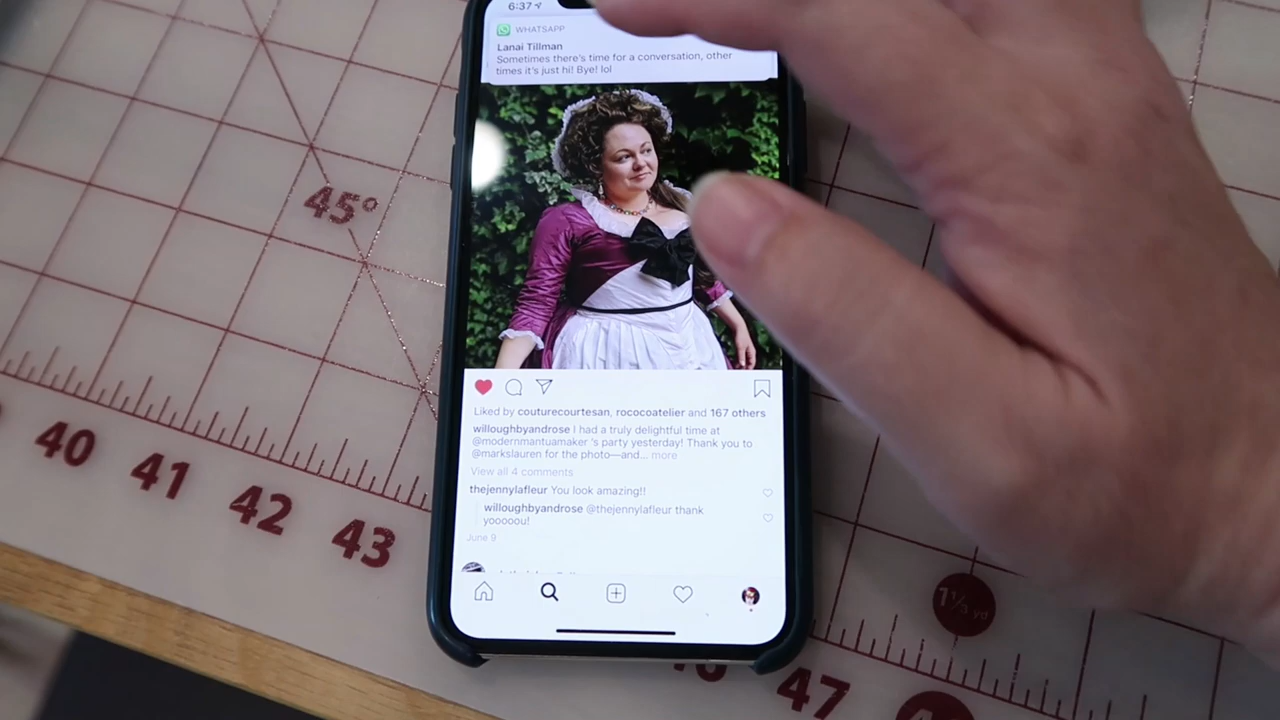 6:37
WHATSAPP
Lanai Tillman
Sometimes there's time for a conversation, other
times it's just hi! Bye! lol
45°
Liked by couturecourtesan, rococoatelier and 167 others
willoughbyandrose I had a truly delightful time at
@modernmantuamaker 's party yesterday! Thank you to
@markslauren for the photo—and... more
View all 4 comments
thejennylafleur You look amazing!!
willoughbyandrose @thejennylafleur thank
yooooou!
June 9
40
41
42
43
1⅓ yd
47